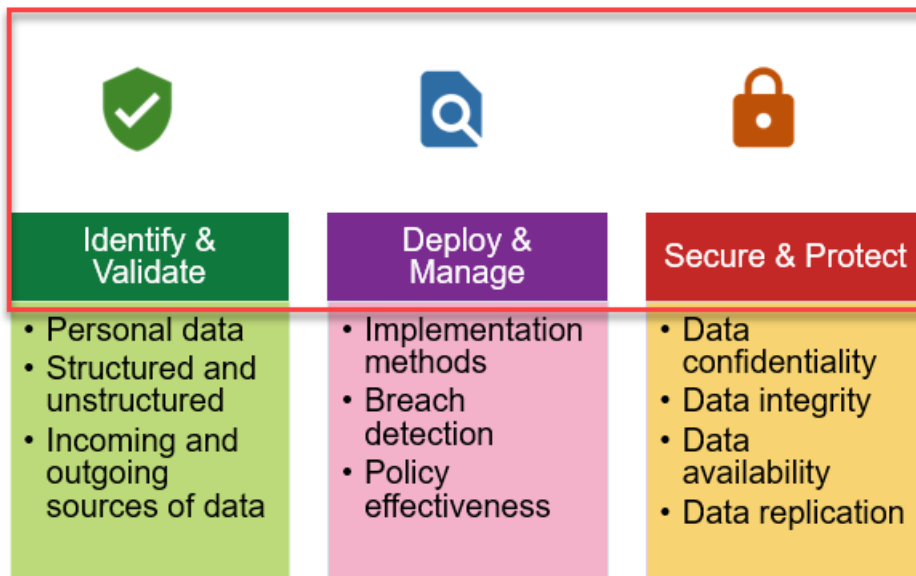 Identify &
Validate
• Personal data
• Structured and
unstructured
• Incoming and
outgoing
sources of data
Deploy &
Manage
• Implementation
methods
• Breach
detection
• Policy
effectiveness
Secure & Protect
• Data
confidentiality
• Data integrity
• Data
availability
• Data replication